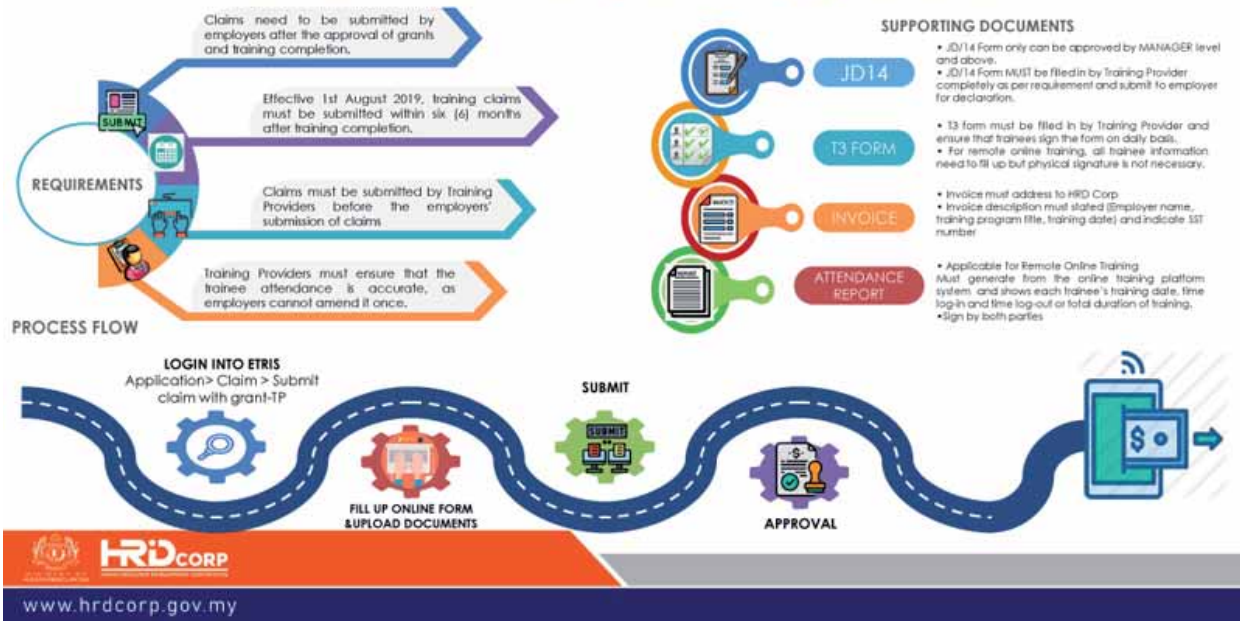 Claims need to be submitted by
employers after the approval of grants
and training completion.
Effective 1st August 2019, training claims
must be submitted within six (6) months
after training completion.
SUBMIT
REQUIREMENTS
Claims must be submitted by Training
Providers before the employers'
submission of claims
Training Providers must ensure that the
trainee attendance is accurate, as
employers cannot amend it once.
SUPPORTING DOCUMENTS
JD14
• JD/14 Form only can be approved by MANAGER level
and above.
• JD/14 Form MUST be filled in by Training Provider
completely as per requirement and submit to employer
for declaration.
T3 FORM
• T3 form must be filled in by Training Provider and
ensure that trainees sign the form on daily basis.
• For remote online training, all trainee information
need to fill up but physical signature is not necessary.
INVOICE
• Invoice must address to HRD Corp
• Invoice description must stated (Employer name,
training program title, training date) and indicate SST
number
ATTENDANCE
REPORT
• Applicable for Remote Online Training
Must generate from the online training platform
system and shows each trainee's training date, time
log-in and time log-out or total duration of training.
•Sign by both parties
PROCESS FLOW
LOGIN INTO ETRIS
Application> Claim > Submit
claim with grant-TP
FILL UP ONLINE FORM
&UPLOAD DOCUMENTS
SUBMIT
SUBMIT
APPROVAL
HRD CORP
www.hrdcorp.gov.my